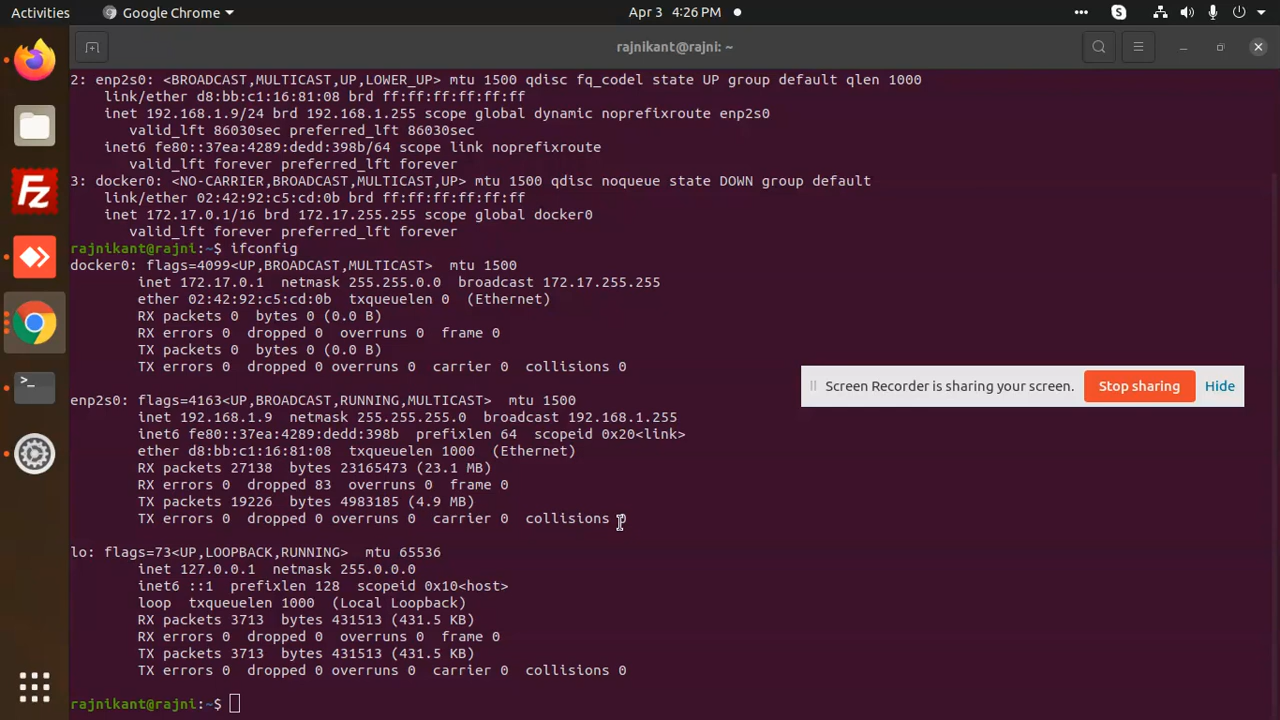 Activities
Google Chrome
Apr 3 4:26 PM
S
Fz
>_
rajnikant@rajni: ~
2: enp2s0: <BROADCAST,MULTICAST,UP,LOWER_UP> mtu 1500 qdisc fq_codel state UP group default qlen 1000
link/ether d8:bb:c1:16:81:08 brd ff:ff:ff:ff:ff:ff
inet 192.168.1.9/24 brd 192.168.1.255 scope global dynamic noprefixroute enp2s0
valid_lft 86030sec preferred_lft 86030sec
inet6 fe80::37ea:4289:dedd:398b/64 scope link noprefixroute
valid_lft forever preferred_lft forever
3: docker0: <NO-CARRIER,BROADCAST,MULTICAST,UP> mtu 1500 qdisc noqueue state DOWN group default
link/ether 02:42:92:c5:cd:0b brd ff:ff:ff:ff:ff:ff
inet 172.17.0.1/16 brd 172.17.255.255 scope global docker0
valid_lft forever preferred_lft forever
rajnikant@rajni:~$ ifconfig
docker0: flags=4099<UP,BROADCAST,MULTICAST>  mtu 1500
inet 172.17.0.1  netmask 255.255.0.0  broadcast 172.17.255.255
ether 02:42:92:c5:cd:0b  txqueuelen 0  (Ethernet)
RX packets 0  bytes 0 (0.0 B)
RX errors 0  dropped 0  overruns 0  frame 0
TX packets 0  bytes 0 (0.0 B)
TX errors 0  dropped 0 overruns 0  carrier 0  collisions 0
Screen Recorder is sharing your screen.
Stop sharing
Hide
enp2s0: flags=4163<UP,BROADCAST,RUNNING,MULTICAST>  mtu 1500
inet 192.168.1.9  netmask 255.255.255.0  broadcast 192.168.1.255
inet6 fe80::37ea:4289:dedd:398b  prefixlen 64  scopeid 0x20<link>
ether d8:bb:c1:16:81:08  txqueuelen 1000  (Ethernet)
RX packets 27138  bytes 23165473 (23.1 MB)
RX errors 0  dropped 83  overruns 0  frame 0
TX packets 19226  bytes 4983185 (4.9 MB)
TX errors 0  dropped 0 overruns 0  carrier 0  collisions 0
lo: flags=73<UP,LOOPBACK,RUNNING>  mtu 65536
inet 127.0.0.1  netmask 255.0.0.0
inet6 ::1  prefixlen 128  scopeid 0x10<host>
loop  txqueuelen 1000  (Local Loopback)
RX packets 3713  bytes 431513 (431.5 KB)
RX errors 0  dropped 0  overruns 0  frame 0
TX packets 3713  bytes 431513 (431.5 KB)
TX errors 0  dropped 0 overruns 0  carrier 0  collisions 0
rajnikant@rajni:~$